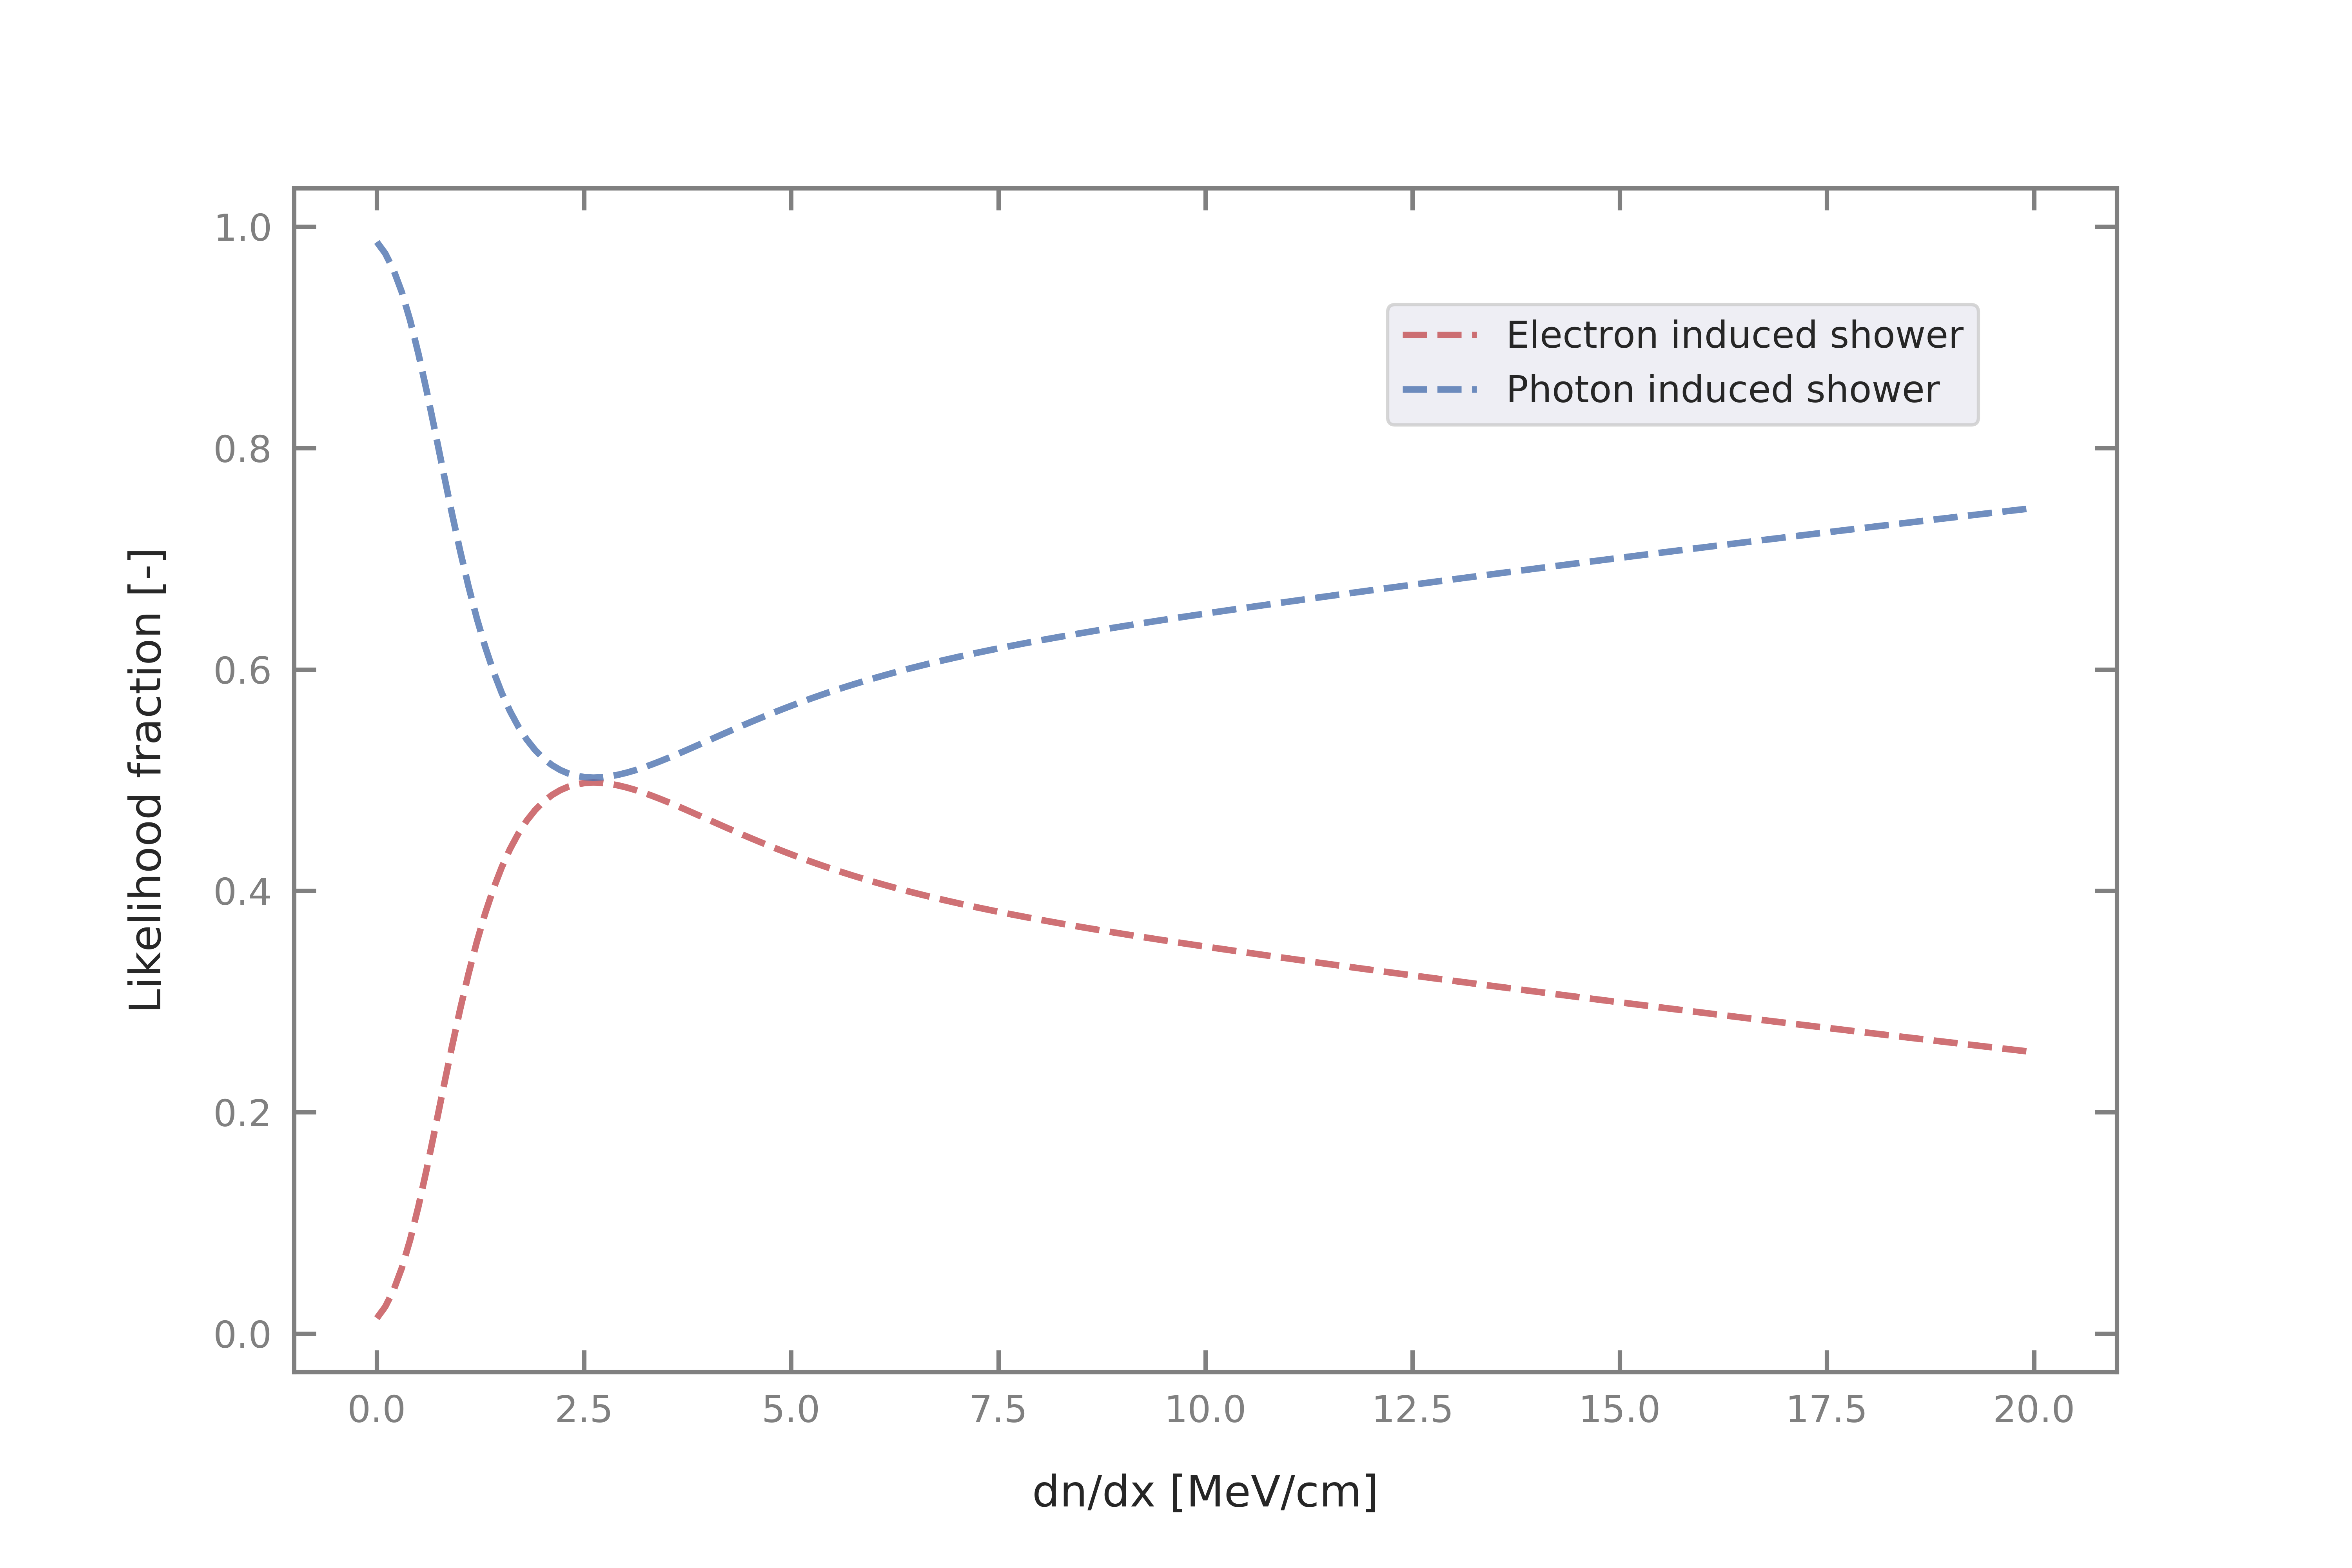 1.0
0.8
0.6
0.4
0.2
0.0
Likelihood fraction [-]
Electron induced shower
Photon induced shower
0.0 2.5 5.0 7.5 10.0 12.5 15.0 17.5 20.0
dn/dx [MeV/cm]